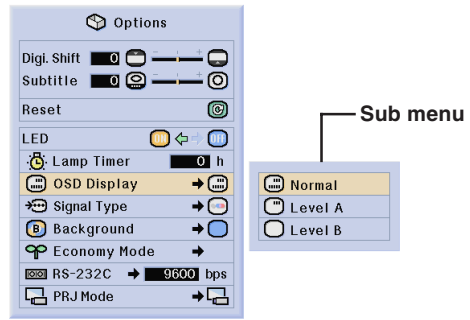 Options
Digi. Shift 0 - +
Subtitle 0 - +
Reset
LED ON Off
Lamp Timer 0 h
OSD Display
Signal Type
B Background
Economy Mode
RS-232C 9600 bps
PRJ Mode
Sub menu
Normal
Level A
Level B